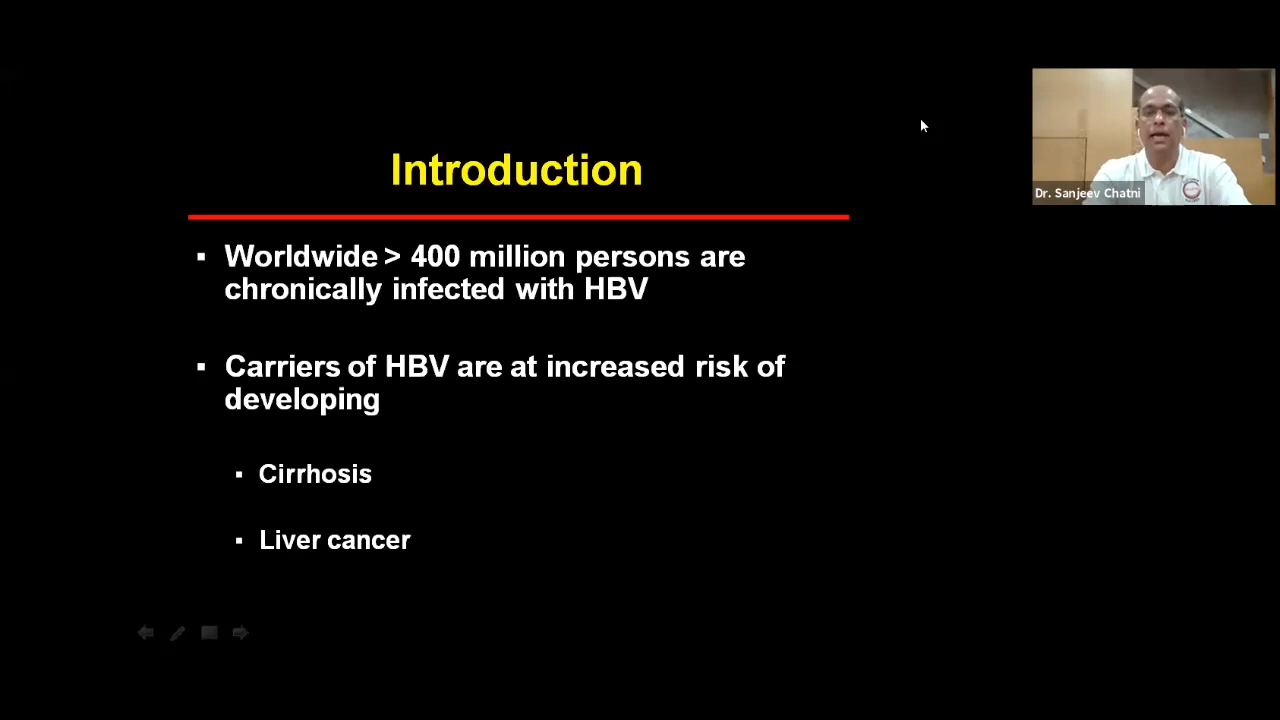 Introduction
▪ Worldwide > 400 million persons are
chronically infected with HBV
▪ Carriers of HBV are at increased risk of
developing
▪ Cirrhosis
▪ Liver cancer
Dr. Sanjeev Chatni